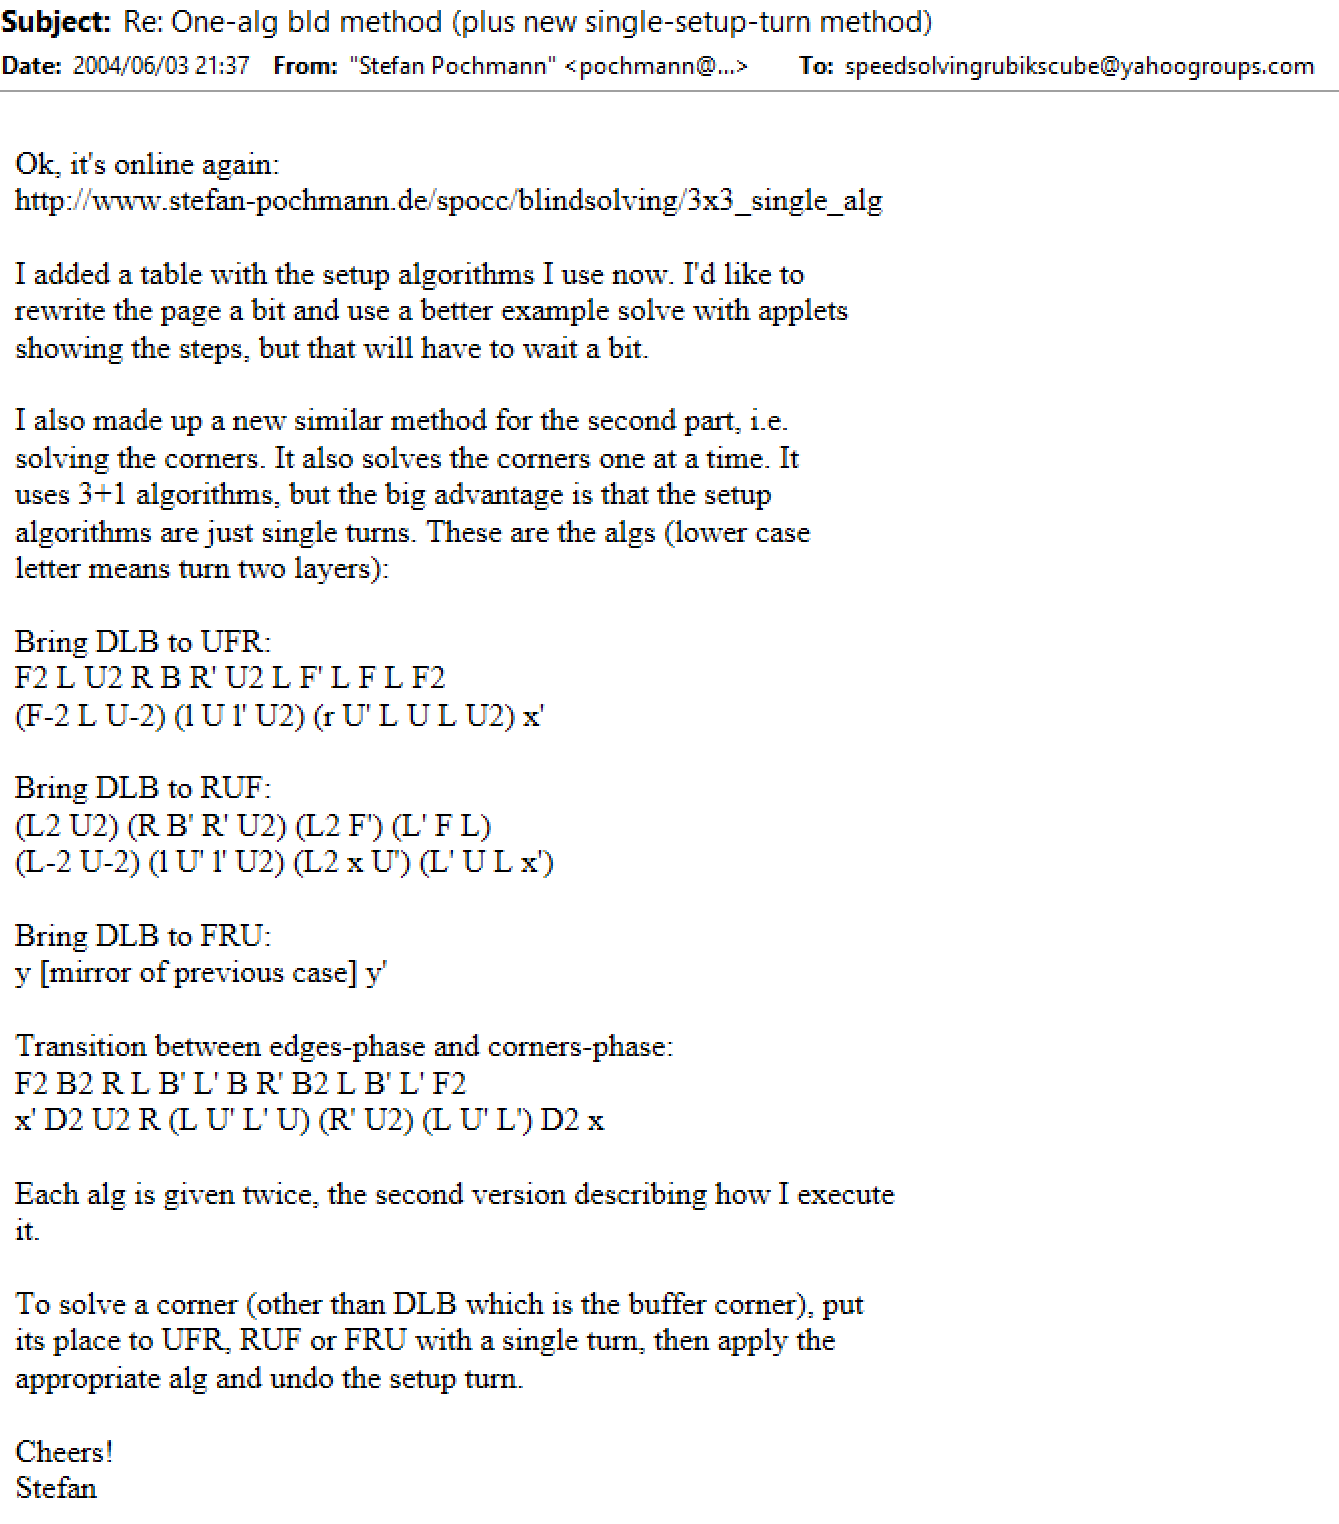 Subject: Re: One-alg bld method (plus new single-setup-turn method)
Date: 2004/06/03 21:37 From: "Stefan Pochmann" <pochmann@...> To: speedsolvingrubikscube@yahoogroups.com
Ok, it's online again:
http://www.stefan-pochmann.de/spocc/blindsolving/3x3_single_alg
I added a table with the setup algorithms I use now. I'd like to
rewrite the page a bit and use a better example solve with applets
showing the steps, but that will have to wait a bit.
I also made up a new similar method for the second part, i.e.
solving the corners. It also solves the corners one at a time. It
uses 3+1 algorithms, but the big advantage is that the setup
algorithms are just single turns. These are the algs (lower case
letter means turn two layers):
Bring DLB to UFR:
F2 L U2 R B R' U2 L F' L F L F2
(F-2 L U-2) (l U l' U2) (r U' L U L U2) x'
Bring DLB to RUF:
(L2 U2) (R B' R' U2) (L2 F') (L' F L)
(L-2 U-2) (l U' l' U2) (L2 x U') (L' U L x')
Bring DLB to FRU:
y [mirror of previous case] y'
Transition between edges-phase and corners-phase:
F2 B2 R L B' L' B R' B2 L B' L' F2
x' D2 U2 R (L U' L' U) (R' U2) (L U' L') D2 x
Each alg is given twice, the second version describing how I execute
it.
To solve a corner (other than DLB which is the buffer corner), put
its place to UFR, RUF or FRU with a single turn, then apply the
appropriate alg and undo the setup turn.
Cheers!
Stefan